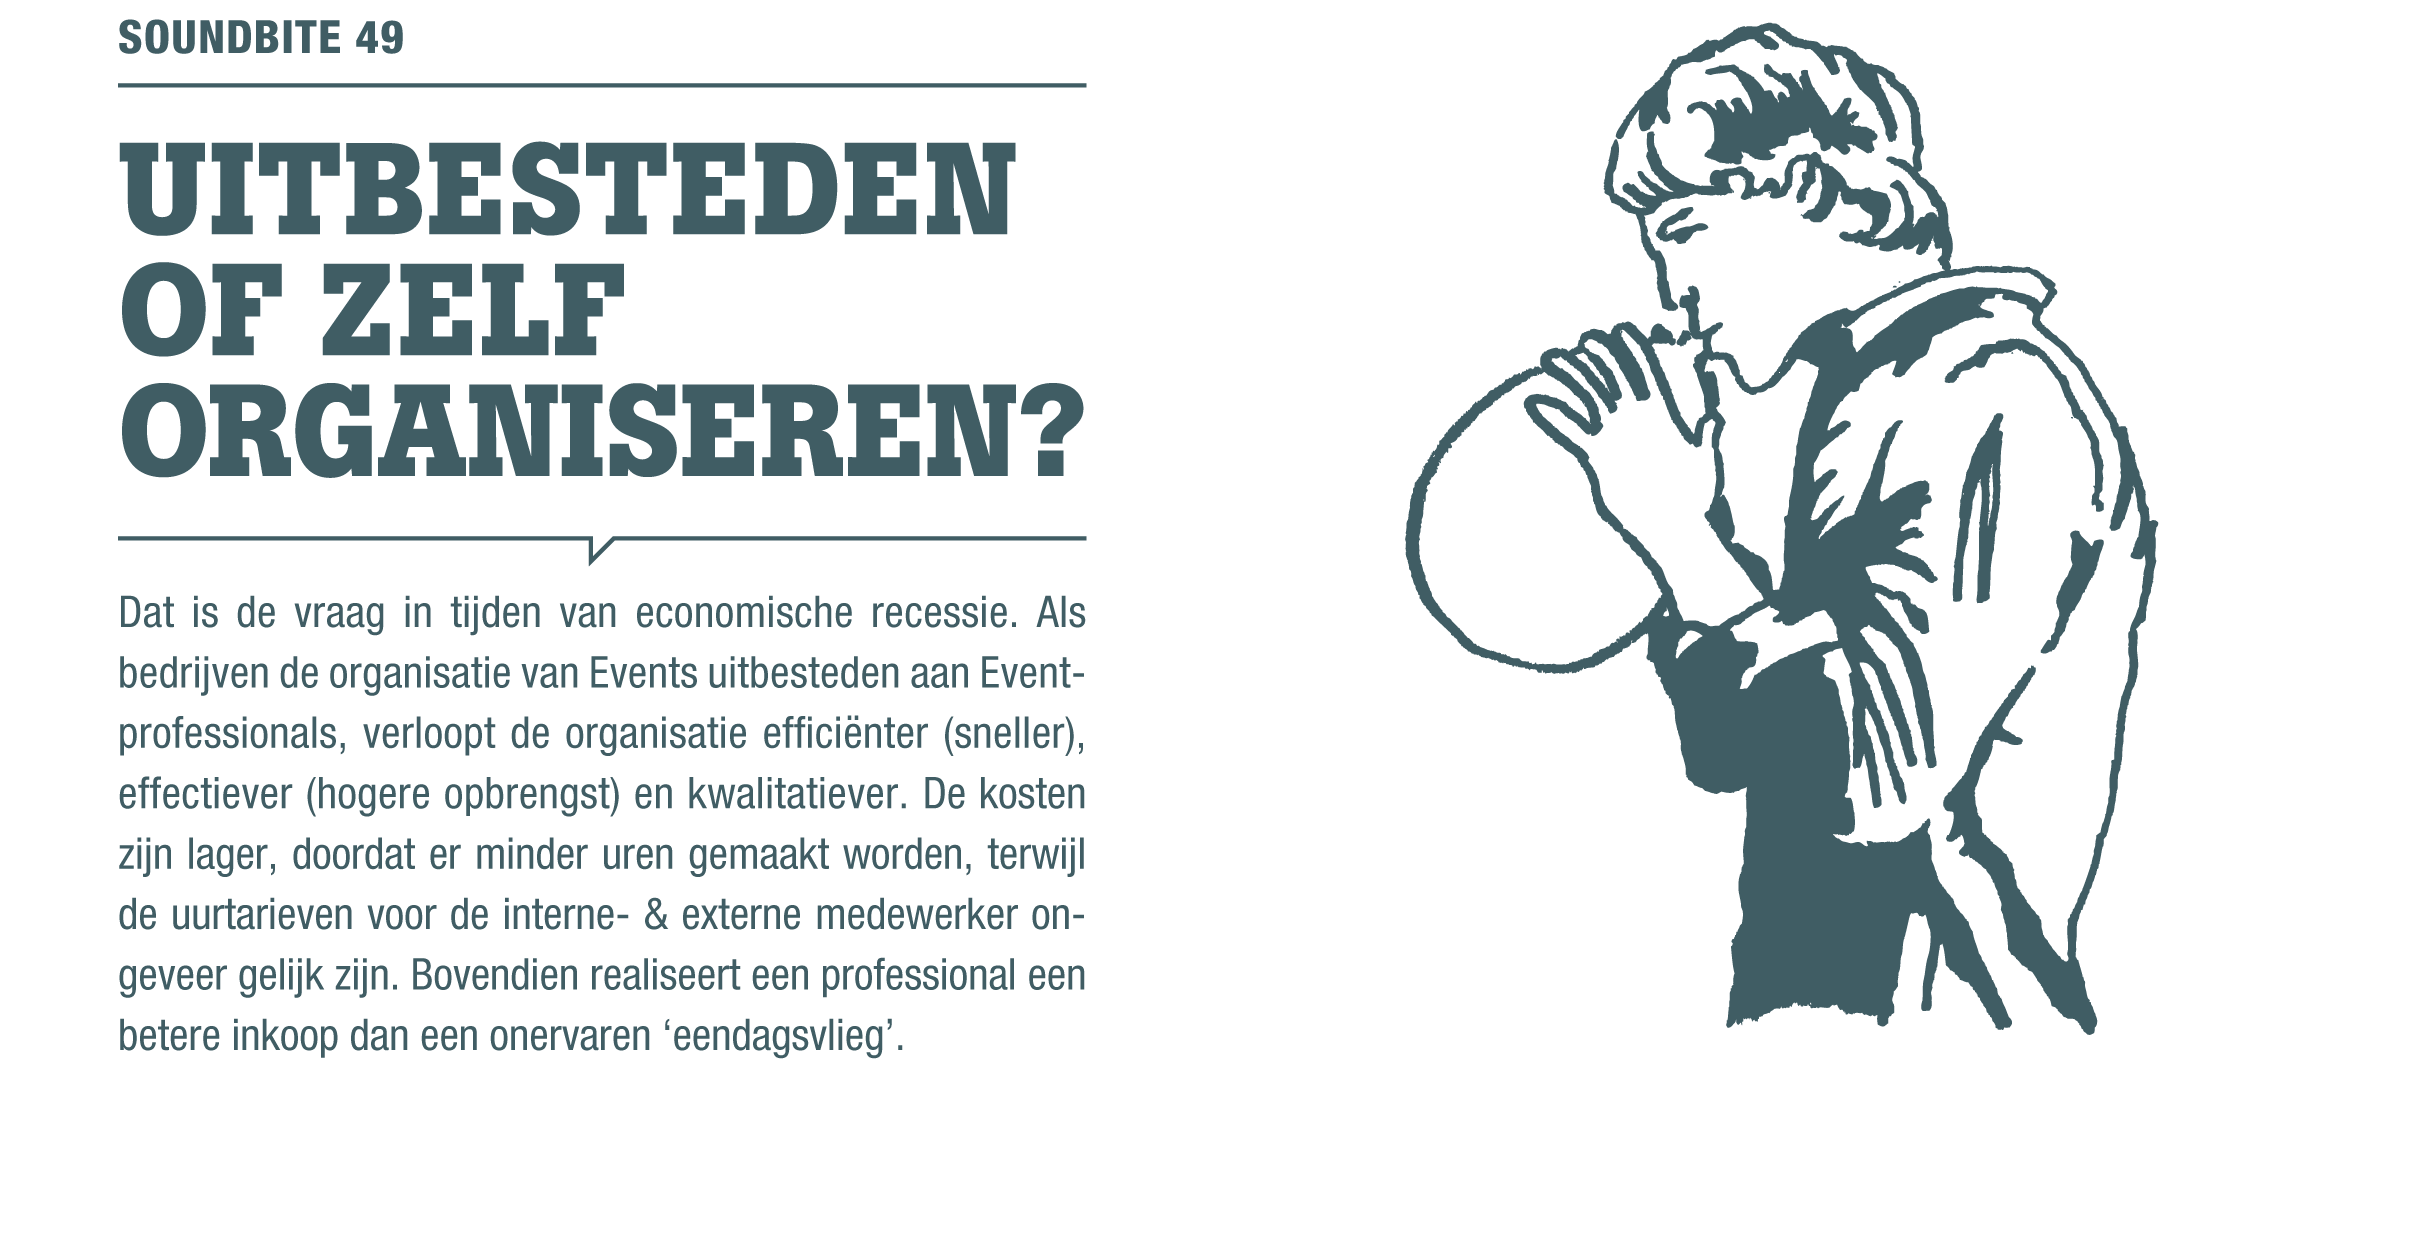 SOUNDBITE 49
UITBESTEDEN
OF ZELF
ORGANISEREN?
Dat is de vraag in tijden van economische recessie. Als
bedrijven de organisatie van Events uitbesteden aan Event-
professionals, verloopt de organisatie efficiënter (sneller),
effectiever (hogere opbrengst) en kwalitatiever. De kosten
zijn lager, doordat er minder uren gemaakt worden, terwijl
de uurtarieven voor de interne- & externe medewerker on-
geveer gelijk zijn. Bovendien realiseert een professional een
betere inkoop dan een onervaren ‘eendagsvlieg’.